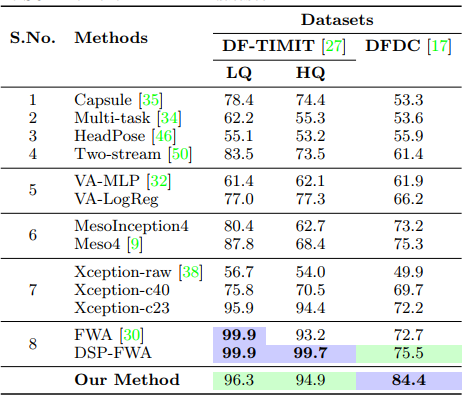 Datasets
S.No. Methods DF-TIMIT [27] DFDC [17]
LQ HQ
1 Capsule [35] 78.4 74.4 53.3
2 Multi-task [34] 62.2 55.3 53.6
3 HeadPose [46] 55.1 53.2 55.9
4 Two-stream [50] 83.5 73.5 61.4
5 VA-MLP [32] 61.4 62.1 61.9
VA-LogReg 77.0 77.3 66.2
6 MesoInception4 80.4 62.7 73.2
Meso4 [9] 87.8 68.4 75.3
7 Xception-raw [38] 56.7 54.0 49.9
Xception-c40 75.8 70.5 69.7
Xception-c23 95.9 94.4 72.2
8 FWA [30] 99.9 93.2 72.7
DSP-FWA 99.9 99.7 75.5
Our Method 96.3 94.9 84.4